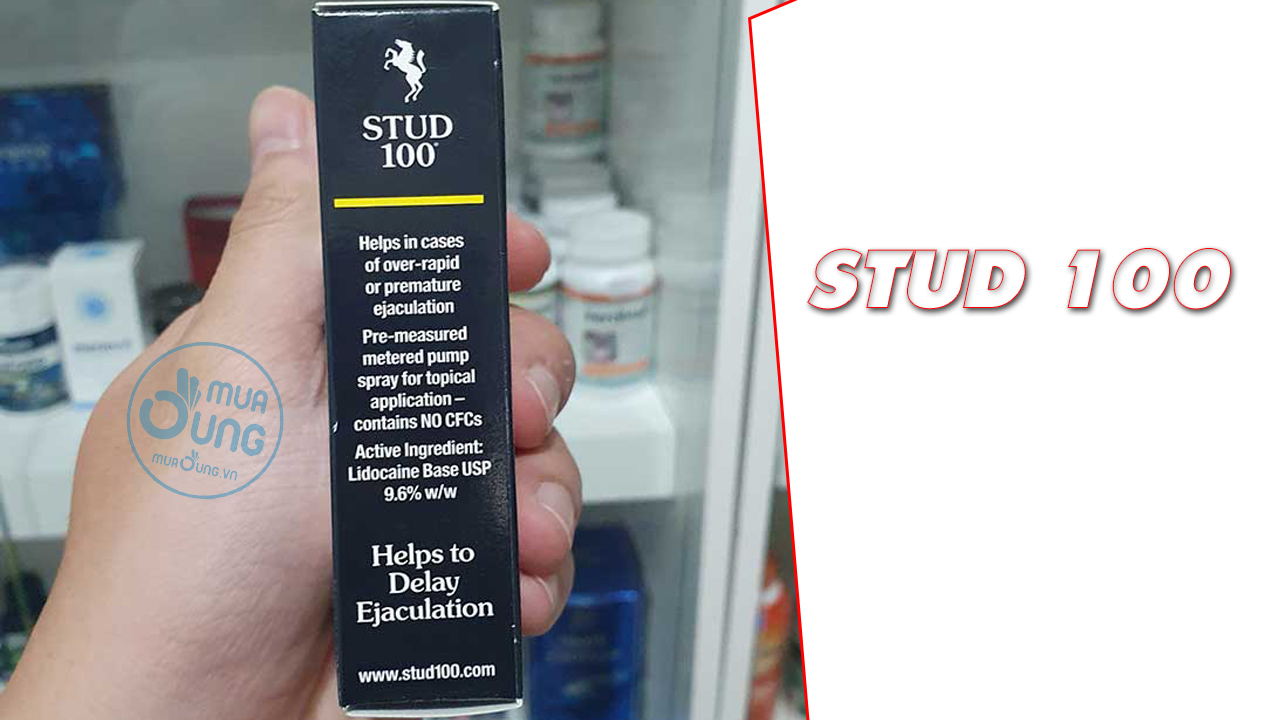 STUD
100®
Helps in cases
of over-rapid
or premature
ejaculation
Pre-measured
metered pump
spray for topical
application –
contains NO CFCs
Active Ingredient:
Lidocaine Base USP
9.6% w/w
Helps to
Delay
Ejaculation
www.stud100.com
MUA
DUNG
MUADUNG.VN
STUD 100